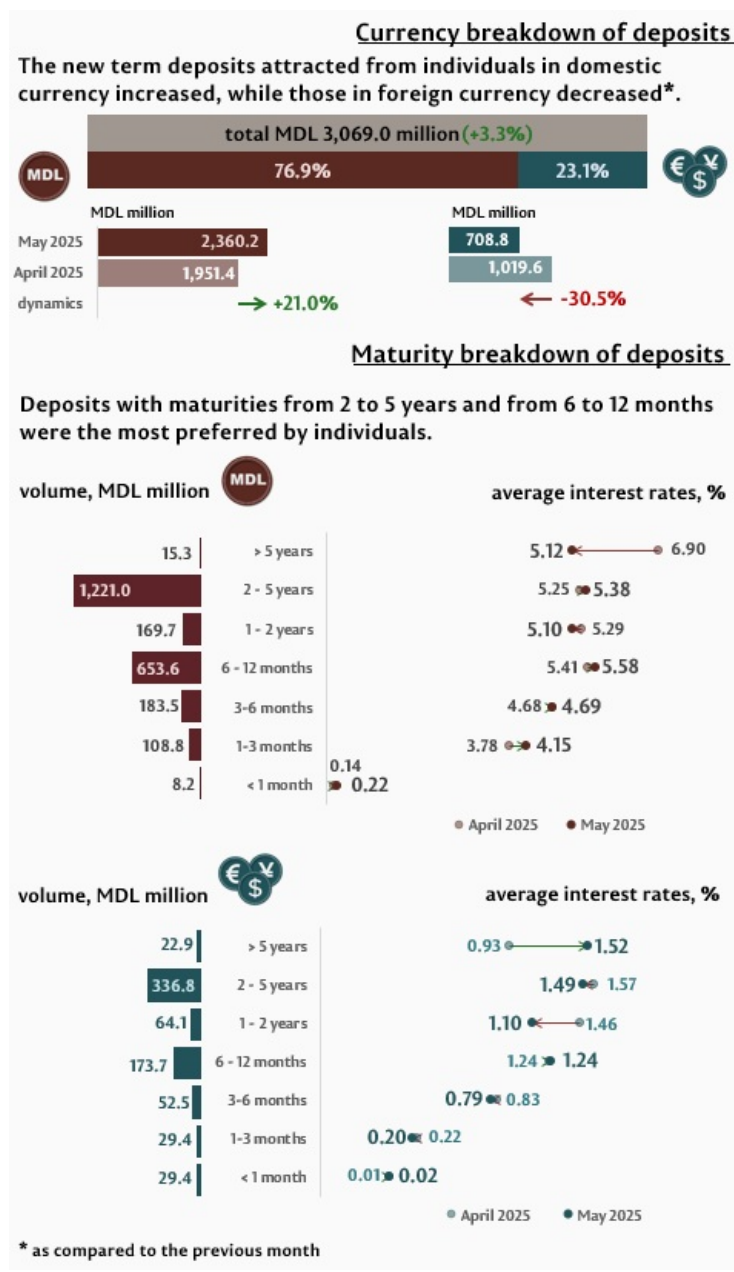 Currency breakdown of deposits
The new term deposits attracted from individuals in domestic
currency increased, while those in foreign currency decreased*.
total MDL 3,069.0 million (+3.3%)
MDL 76.9% 23.1% € ¥ $
MDL million MDL million
May 2025 2,360.2 708.8
April 2025 1,951.4 1,019.6
dynamics → +21.0% ← -30.5%
Maturity breakdown of deposits
Deposits with maturities from 2 to 5 years and from 6 to 12 months
were the most preferred by individuals.
volume, MDL million MDL average interest rates, %
15.3 > 5 years 5.12 6.90
1,221.0 2 - 5 years 5.25 5.38
169.7 1 - 2 years 5.10 5.29
653.6 6 - 12 months 5.41 5.58
183.5 3-6 months 4.68 4.69
108.8 1-3 months 3.78 4.15
0.14
8.2 < 1 month 0.22
April 2025 May 2025
volume, MDL million € ¥ $ average interest rates, %
22.9 > 5 years 0.93 1.52
336.8 2 - 5 years 1.49 1.57
64.1 1 - 2 years 1.10 1.46
173.7 6 - 12 months 1.24 1.24
52.5 3-6 months 0.79 0.83
29.4 1-3 months 0.20 0.22
29.4 < 1 month 0.01 0.02
April 2025 May 2025
* as compared to the previous month